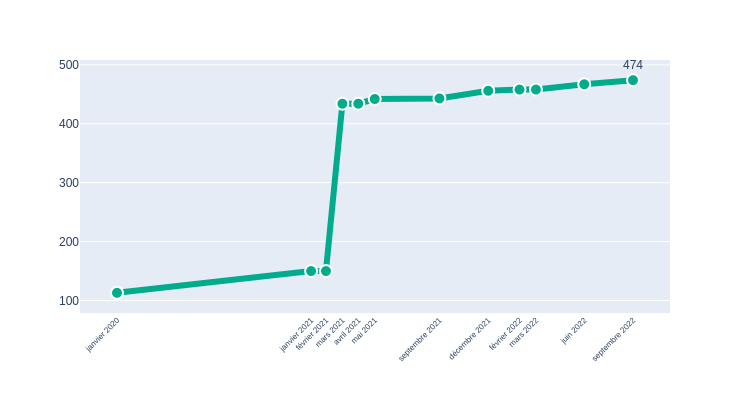 474
500
400
300
200
100
janvier 2020
janvier 2021
février 2021
mars 2021
avril 2021
mai 2021
septembre 2021
décembre 2021
février 2022
mars 2022
juin 2022
septembre 2022